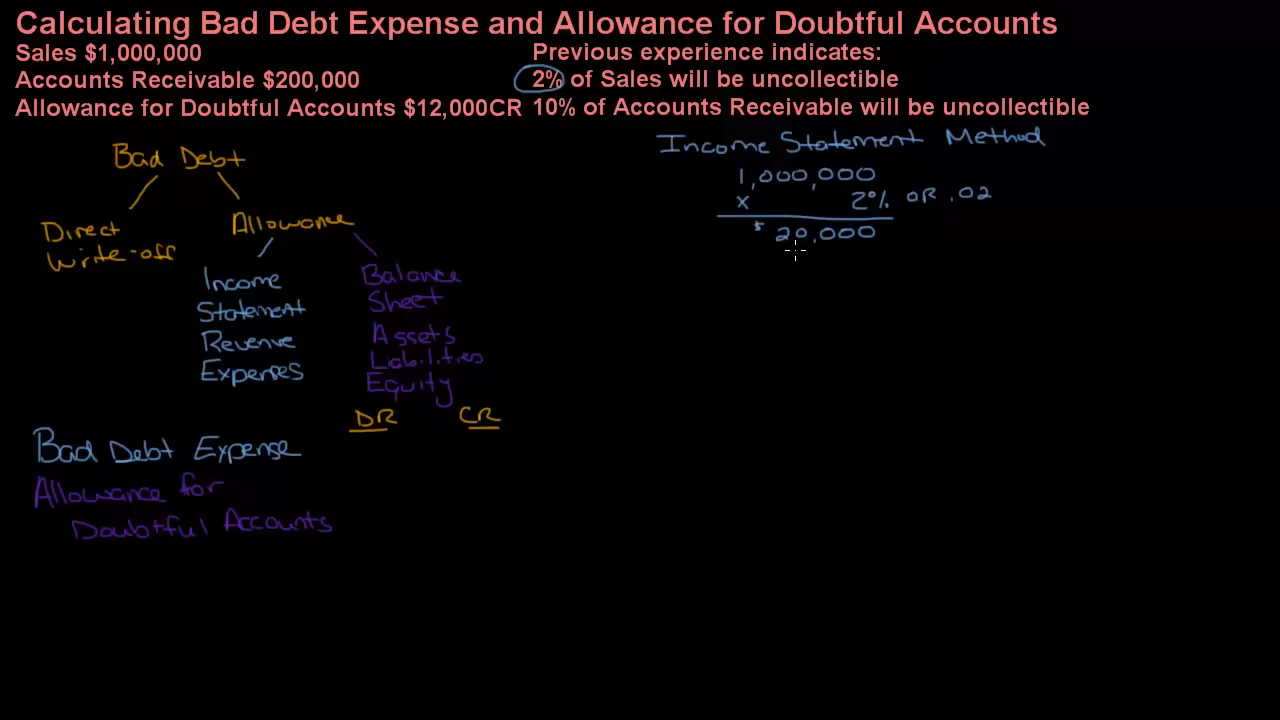 Calculating Bad Debt Expense and Allowance for Doubtful Accounts
Sales $1,000,000
Previous experience indicates:
Accounts Receivable $200,000
2% of Sales will be uncollectible
Allowance for Doubtful Accounts $12,000CR
10% of Accounts Receivable will be uncollectible
Bad Debt
Direct
Write-off
Allowance
Income
Statement
Revenue
Expenses
Balance
Sheet
Assets
Liabilities
Equity
DR CR
Bad Debt Expense
Allowance for
Doubtful Accounts
Income Statement Method
1,000,000
x 2% OR .02
$ 20,000